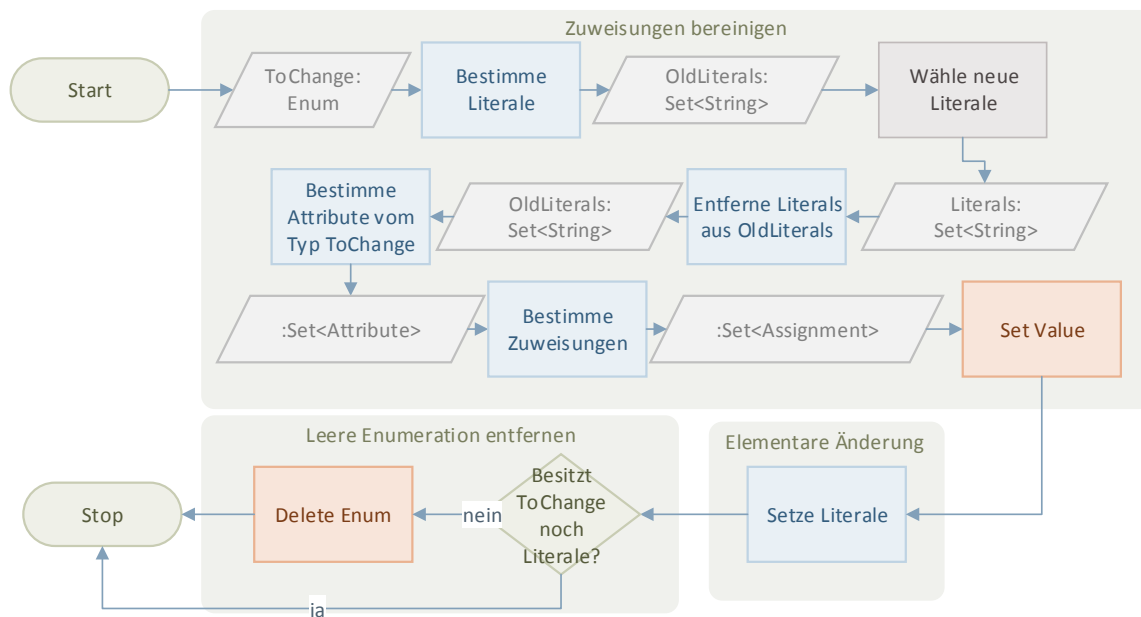 Zuweisungen bereinigen
Start
ToChange:
Enum
Bestimme
Literale
OldLiterals:
Set<String>
Wähle neue
Literale
Literals:
Set<String>
Entferne Literals
aus OldLiterals
OldLiterals:
Set<String>
Bestimme
Attribute vom
Typ ToChange
:Set<Attribute>
Bestimme
Zuweisungen
:Set<Assignment>
Set Value
Elementare Änderung
Setze Literale
Leere Enumeration entfernen
Besitzt
ToChange
noch
Literale?
nein
Delete Enum
Stop
ja